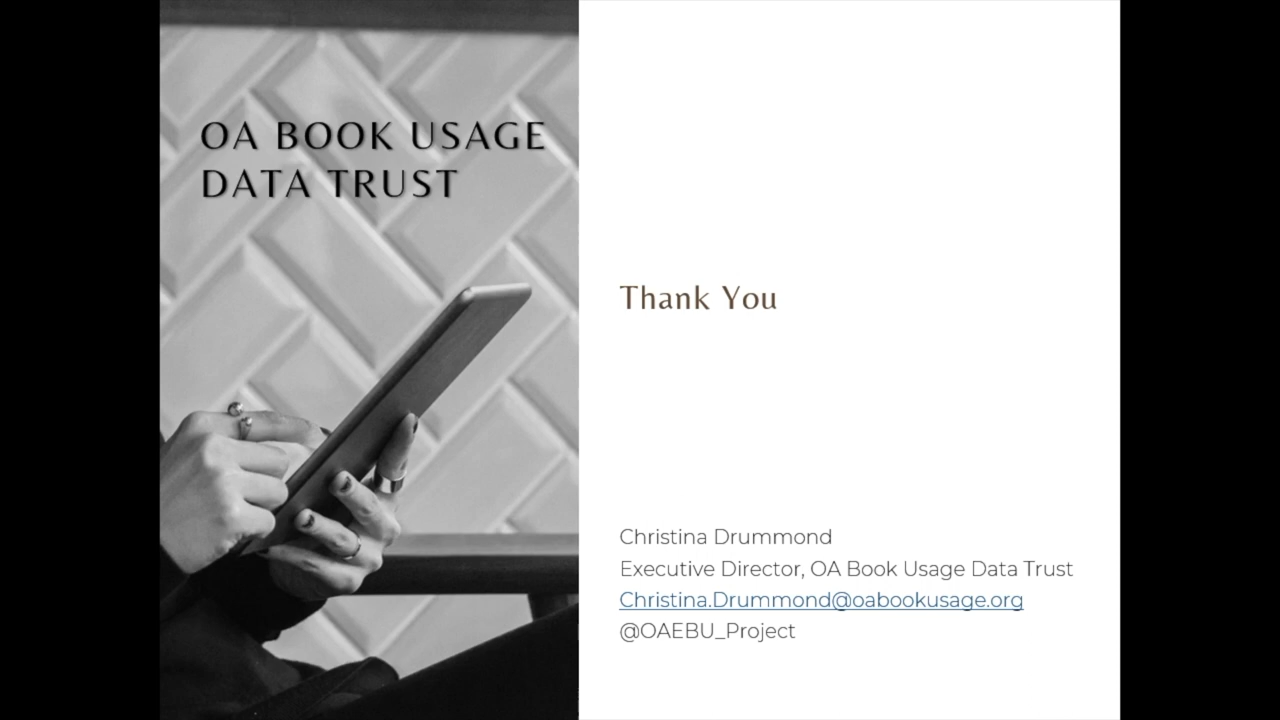 OA BOOK USAGE
DATA TRUST
Thank You
Christina Drummond
Executive Director, OA Book Usage Data Trust
Christina.Drummond@oabookusage.org
@OAEBU_Project